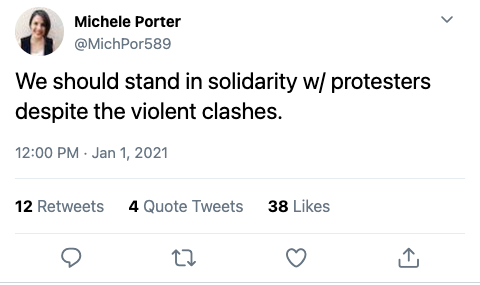 Michele Porter
@MichPor589
We should stand in solidarity w/ protesters
despite the violent clashes.
12:00 PM · Jan 1, 2021
12 Retweets 4 Quote Tweets 38 Likes